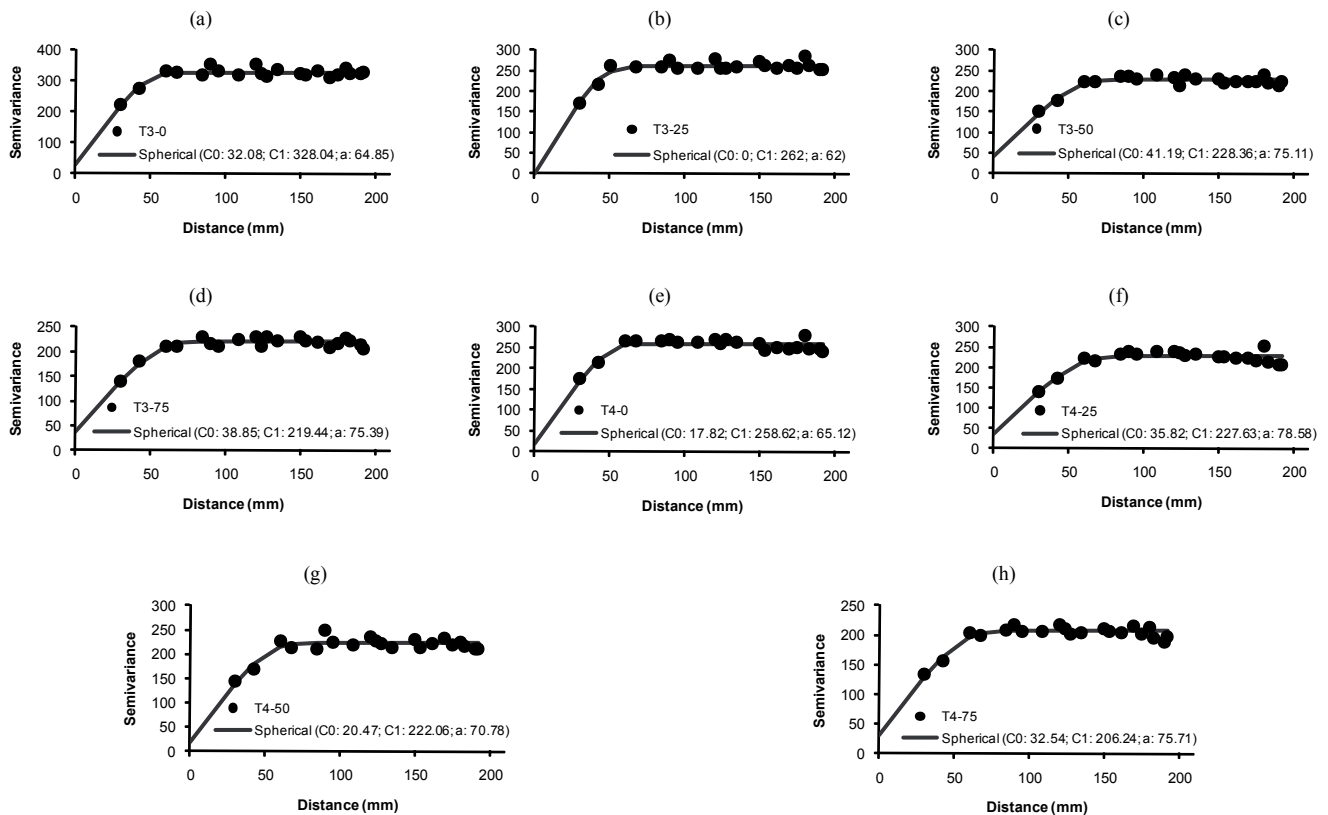 (a)
400
350
300
250
200
150
100
50
0
Semivariance
T3-0
Spherical (C0: 32.08; C1: 328.04; a: 64.85)
0 50 100 150 200
Distance (mm)
(b)
300
250
200
150
100
50
0
Semivariance
T3-25
Spherical (C0: 0; C1: 262; a: 62)
0 50 100 150 200
Distance (mm)
(c)
300
250
200
150
100
50
0
Semivariance
T3-50
Spherical (C0: 41.19; C1: 228.36; a: 75.11)
0 50 100 150 200
Distance (mm)
(d)
250
200
150
100
50
0
Semivariance
T3-75
Spherical (C0: 38.85; C1: 219.44; a: 75.39)
0 50 100 150 200
Distance (mm)
(e)
300
250
200
150
100
50
0
Semivariance
T4-0
Spherical (C0: 17.82; C1: 258.62; a: 65.12)
0 50 100 150 200
Distance (mm)
(f)
300
250
200
150
100
50
0
Semivariance
T4-25
Spherical (C0: 35.82; C1: 227.63; a: 78.58)
0 50 100 150 200
Distance (mm)
(g)
300
250
200
150
100
50
0
Semivariance
T4-50
Spherical (C0: 20.47; C1: 222.06; a: 70.78)
0 50 100 150 200
Distance (mm)
(h)
250
200
150
100
50
0
Semivariance
T4-75
Spherical (C0: 32.54; C1: 206.24; a: 75.71)
0 50 100 150 200
Distance (mm)